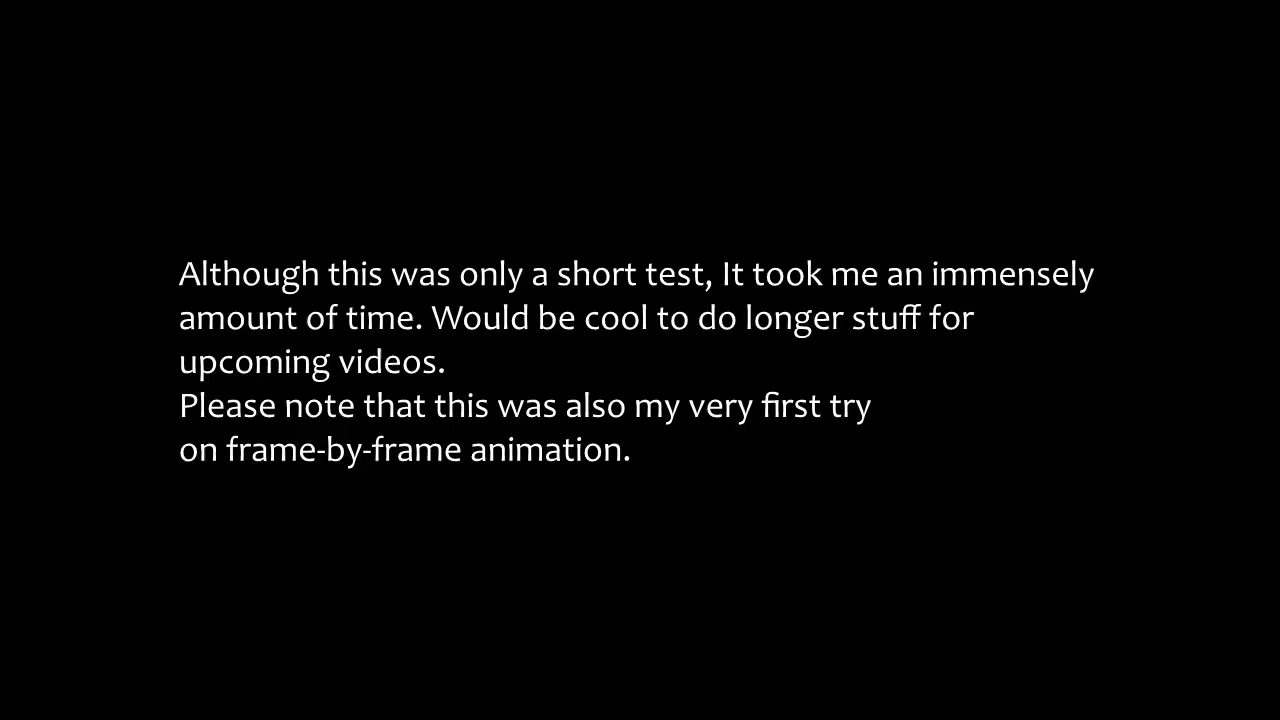 Although this was only a short test, It took me an immensely
amount of time. Would be cool to do longer stuff for
upcoming videos.
Please note that this was also my very first try
on frame-by-frame animation.